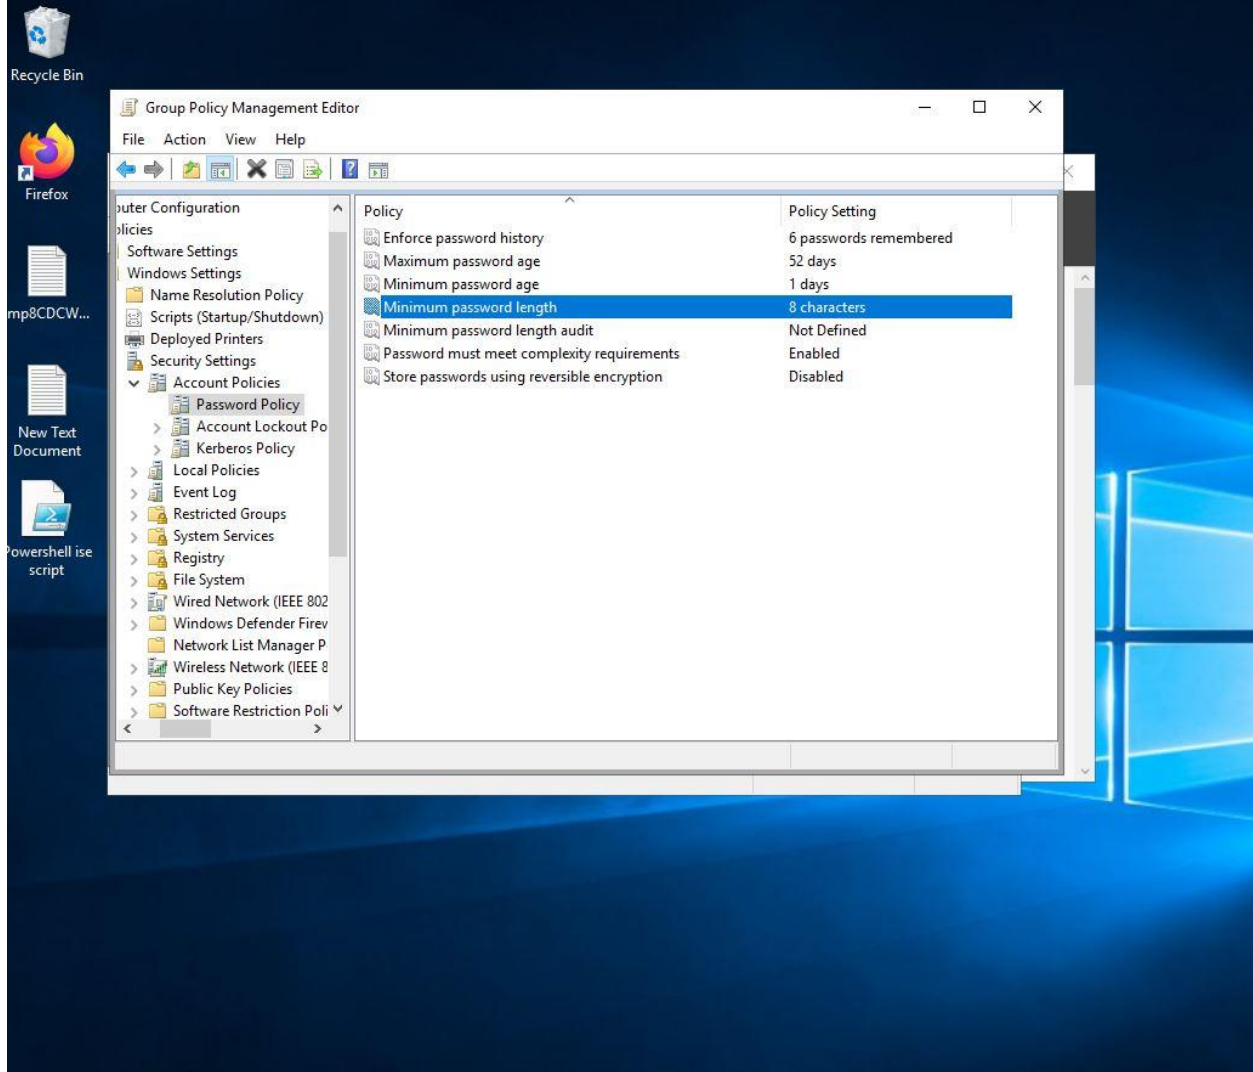 Recycle Bin
Firefox
mp8CDCW...
New Text
Document
Powershell ise
script
Group Policy Management Editor
File Action View Help
outer Configuration
olicies
Software Settings
Windows Settings
Name Resolution Policy
Scripts (Startup/Shutdown)
Deployed Printers
Security Settings
Account Policies
Password Policy
Account Lockout Po
Kerberos Policy
Local Policies
Event Log
Restricted Groups
System Services
Registry
File System
Wired Network (IEEE 802
Windows Defender Firew
Network List Manager P
Wireless Network (IEEE 8
Public Key Policies
Software Restriction Poli
Policy Policy Setting
Enforce password history 6 passwords remembered
Maximum password age 52 days
Minimum password age 1 days
Minimum password length 8 characters
Minimum password length audit Not Defined
Password must meet complexity requirements Enabled
Store passwords using reversible encryption Disabled